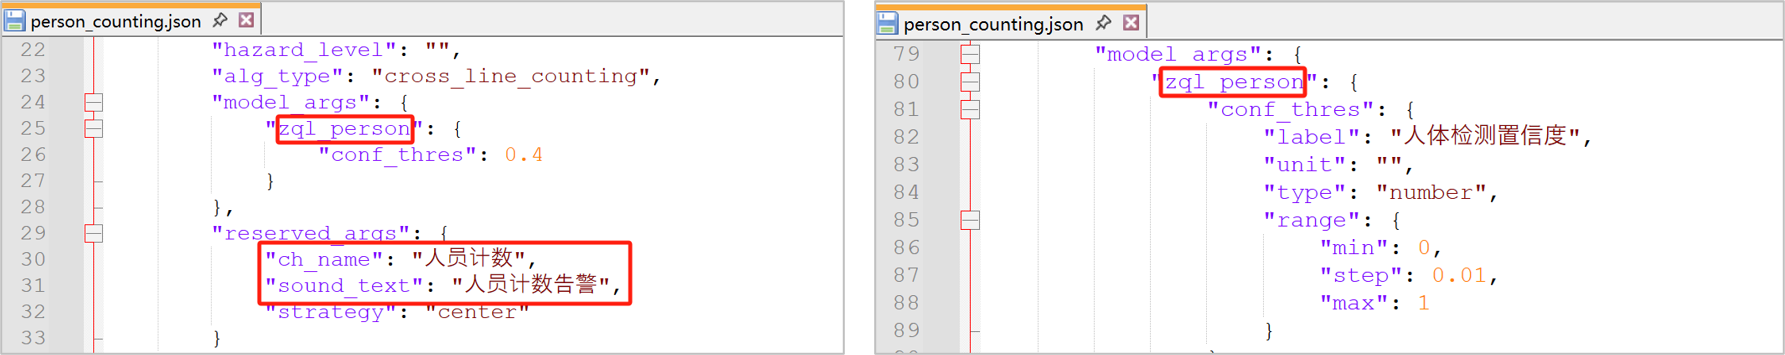 person_counting.json
22 "hazard_level": "",
23 "alg_type": "cross_line_counting",
24 "model_args": {
25 "zql_person": {
26 "conf_thres": 0.4
27 }
28 },
29 "reserved_args": {
30 "ch_name": "人员计数",
31 "sound_text": "人员计数告警",
32 "strategy": "center"
33 }
person_counting.json
79 "model_args": {
80 "zql_person": {
81 "conf_thres": {
82 "label": "人体检测置信度",
83 "unit": "",
84 "type": "number",
85 "range": {
86 "min": 0,
87 "step": 0.01,
88 "max": 1
89 }